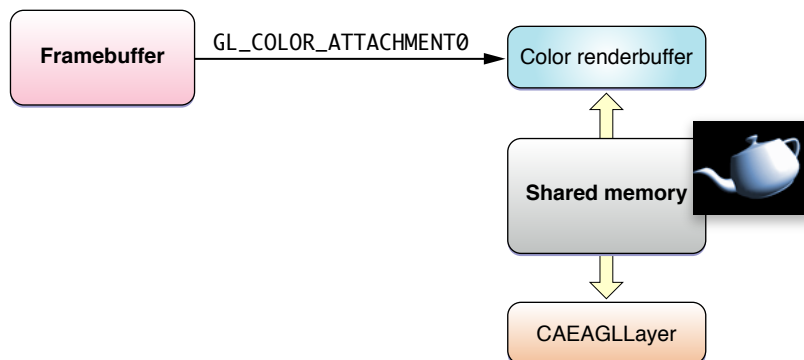 Framebuffer
GL_COLOR_ATTACHMENT0
Color renderbuffer
Shared memory
CAEAGLLayer